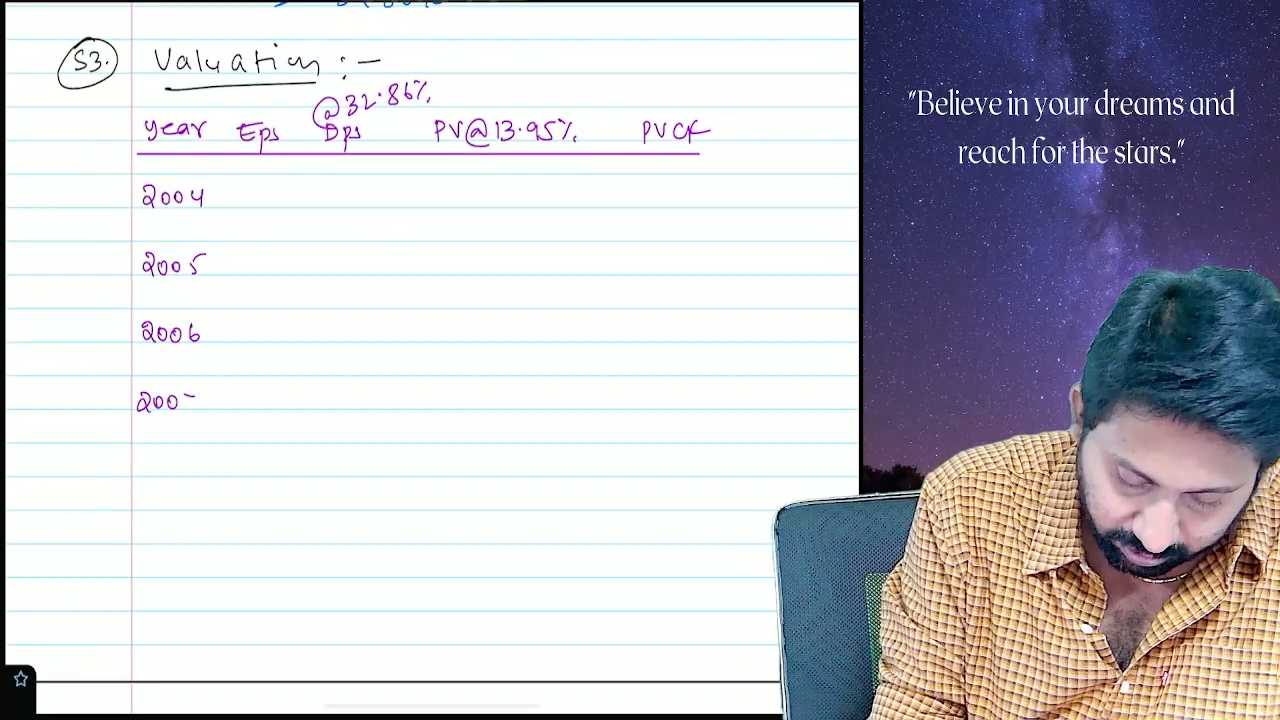 S3. Valuation :-
@32.86%
Year Eps Dps PV@13.95% PVCF
2004
2005
2006
200
"Believe in your dreams and
reach for the stars."